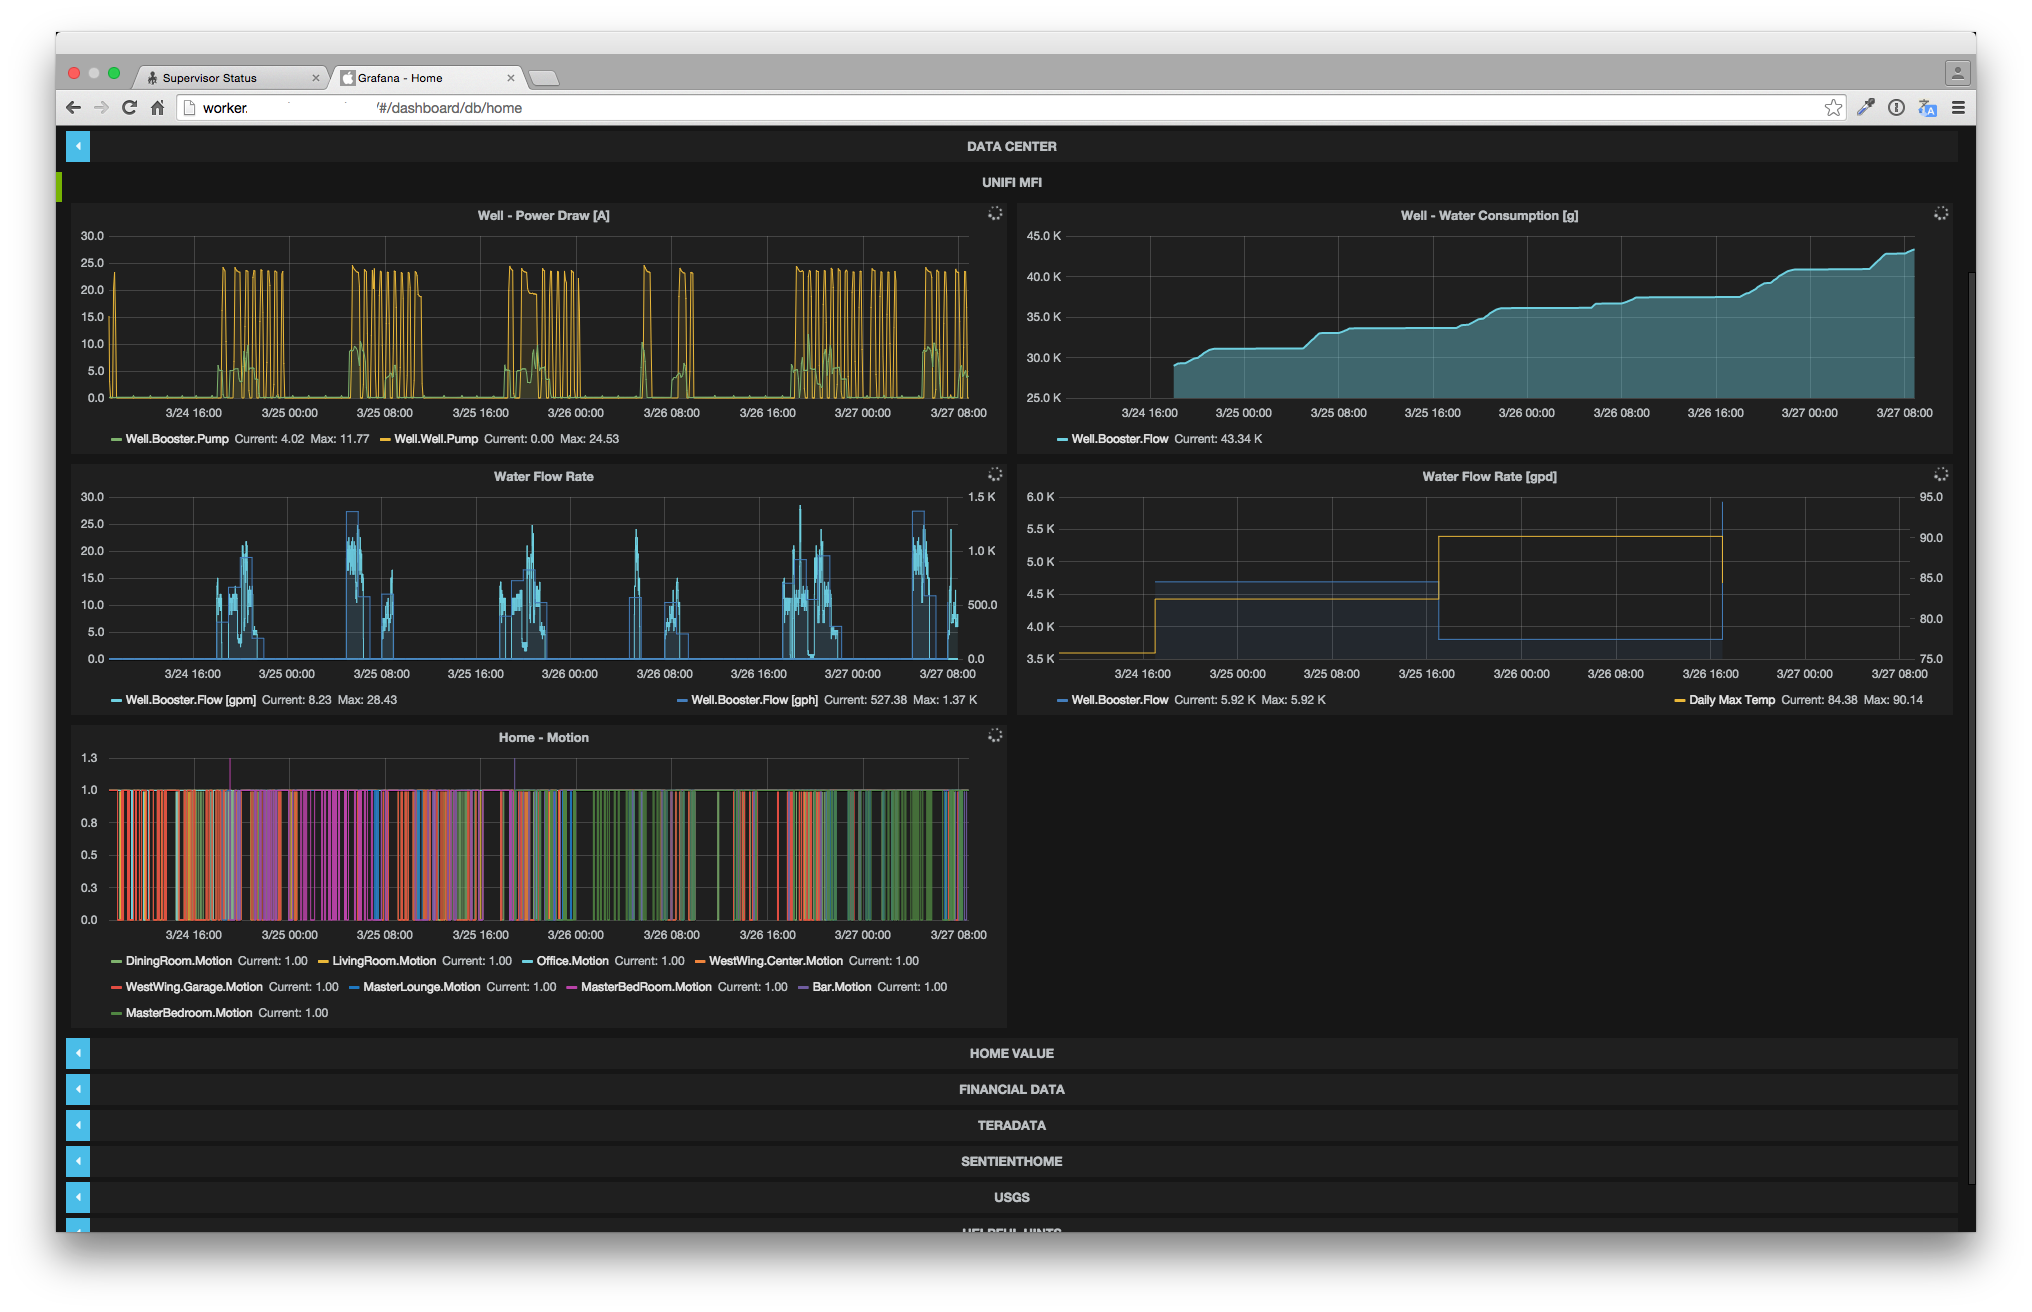 Supervisor Status
Grafana - Home
worker. /#/dashboard/db/home
DATA CENTER
UNIFI MFI
Well - Power Draw [A]
30.0
25.0
20.0
15.0
10.0
5.0
0.0
3/24 16:00 3/25 00:00 3/25 08:00 3/25 16:00 3/26 00:00 3/26 08:00 3/26 16:00 3/27 00:00 3/27 08:00
Well.Booster.Pump Current: 4.02 Max: 11.77 Well.Well.Pump Current: 0.00 Max: 24.53
Well - Water Consumption [g]
45.0 K
40.0 K
35.0 K
30.0 K
25.0 K
3/24 16:00 3/25 00:00 3/25 08:00 3/25 16:00 3/26 00:00 3/26 08:00 3/26 16:00 3/27 00:00 3/27 08:00
Well.Booster.Flow Current: 43.34 K
Water Flow Rate
30.0 1.5 K
25.0
20.0 1.0 K
15.0
10.0 500.0
5.0
0.0 0.0
3/24 16:00 3/25 00:00 3/25 08:00 3/25 16:00 3/26 00:00 3/26 08:00 3/26 16:00 3/27 00:00 3/27 08:00
Well.Booster.Flow [gpm] Current: 8.23 Max: 28.43 Well.Booster.Flow [gph] Current: 527.38 Max: 1.37 K
Water Flow Rate [gpd]
6.0 K 95.0
5.5 K 90.0
5.0 K
4.5 K 85.0
4.0 K 80.0
3.5 K 75.0
3/24 16:00 3/25 00:00 3/25 08:00 3/25 16:00 3/26 00:00 3/26 08:00 3/26 16:00 3/27 00:00 3/27 08:00
Well.Booster.Flow Current: 5.92 K Max: 5.92 K Daily Max Temp Current: 84.38 Max: 90.14
Home - Motion
1.3
1.0
0.8
0.5
0.3
0.0
3/24 16:00 3/25 00:00 3/25 08:00 3/25 16:00 3/26 00:00 3/26 08:00 3/26 16:00 3/27 00:00 3/27 08:00
DiningRoom.Motion Current: 1.00 LivingRoom.Motion Current: 1.00 Office.Motion Current: 1.00 WestWing.Center.Motion Current: 1.00
WestWing.Garage.Motion Current: 1.00 MasterLounge.Motion Current: 1.00 MasterBedRoom.Motion Current: 1.00 Bar.Motion Current: 1.00
MasterBedroom.Motion Current: 1.00
HOME VALUE
FINANCIAL DATA
TERADATA
SENTIENTHOME
USGS
HELPFUL HINTS